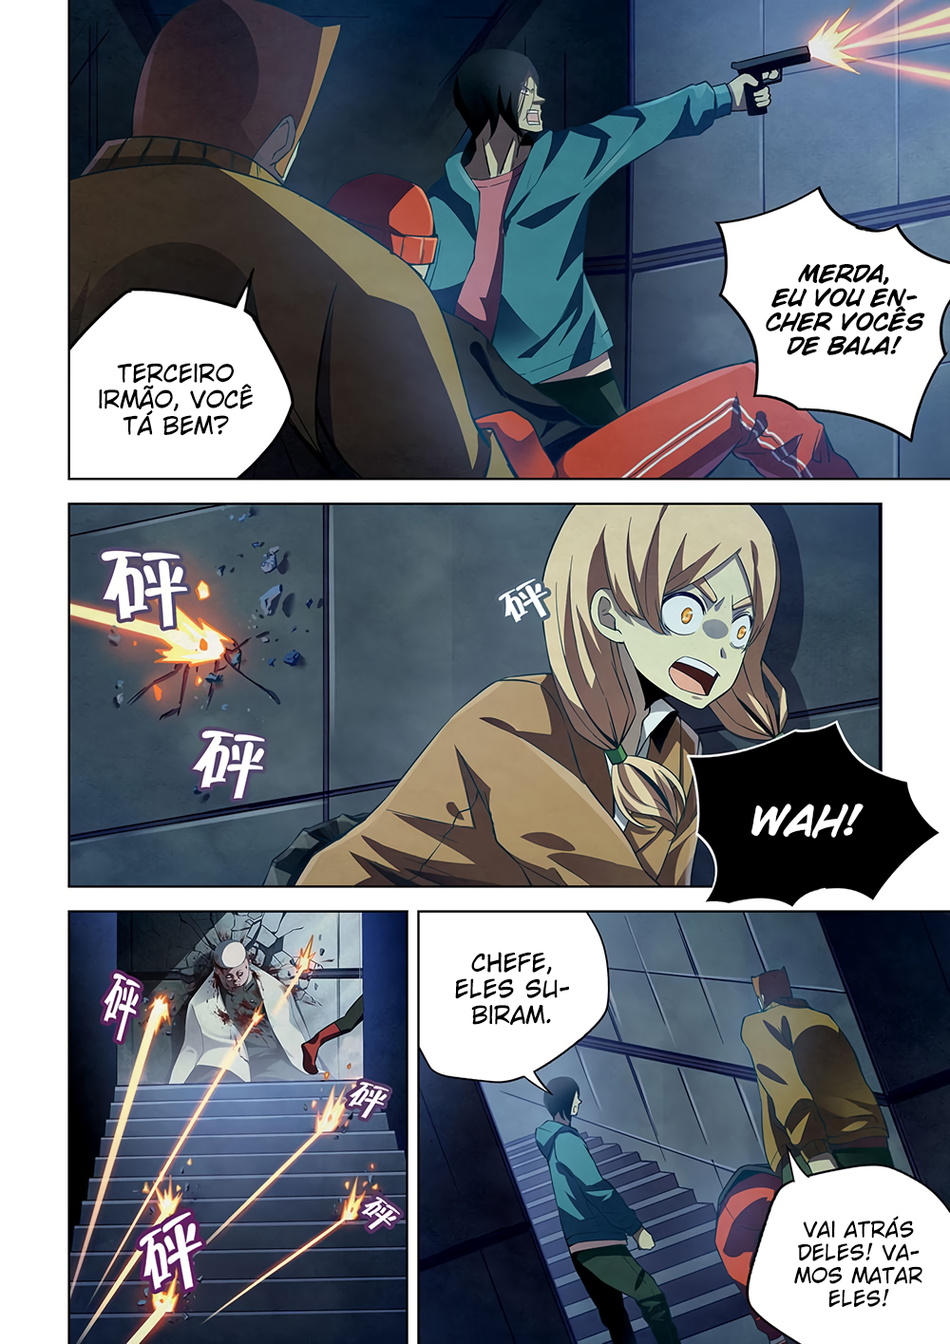 MERDA,
EU VOU EN-
CHER VOCÊS
DE BALA!
TERCEIRO
IRMÃO, VOCÊ
TÁ BEM?
砰
砰
砰
WAH!
砰
砰
砰
砰
CHEFE,
ELES SU-
BIRAM.
VAI ATRÁS
DELES! VA-
MOS MATAR
ELES!